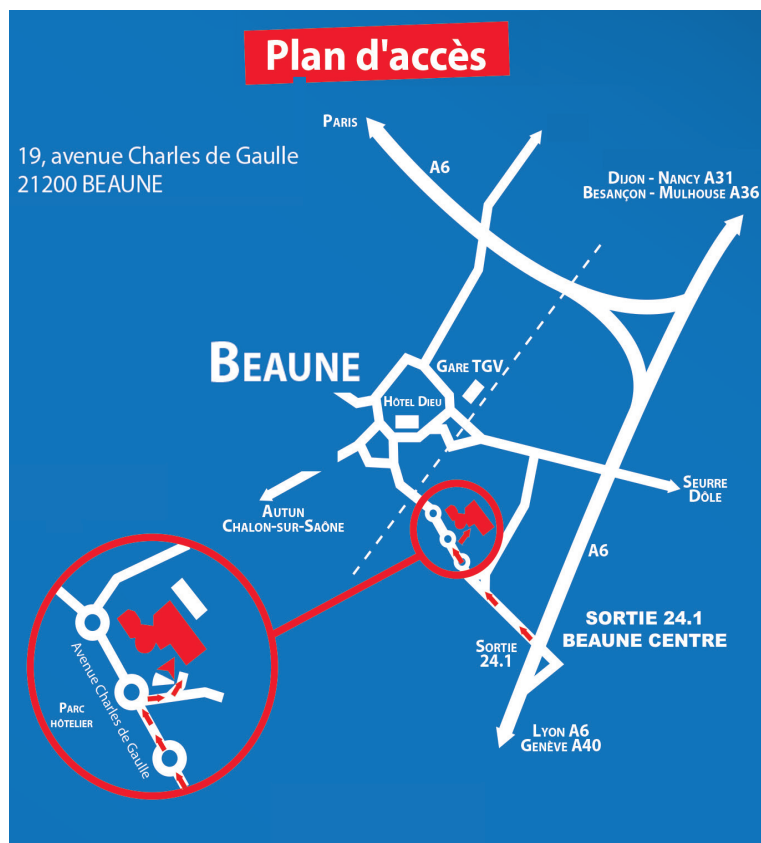 Plan d'accès
19, avenue Charles de Gaulle
21200 BEAUNE
PARIS
A6
DIJON - NANCY A31
BESANÇON - MULHOUSE A36
BEAUNE
GARE TGV
HÔTEL DIEU
SEURRE
DÔLE
AUTUN
CHALON-SUR-SAÔNE
A6
SORTIE 24.1
BEAUNE CENTRE
SORTIE
24.1
Avenue Charles de Gaulle
PARC
HÔTELIER
LYON A6
GENÈVE A40